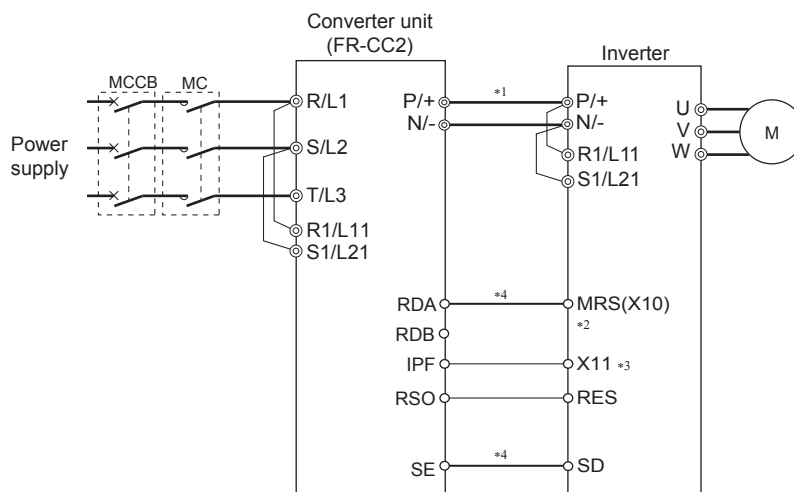 Converter unit
(FR-CC2)
Inverter
MCCB
MC
Power
supply
R/L1
S/L2
T/L3
R1/L11
S1/L21
P/+
N/-
*1
P/+
N/-
R1/L11
S1/L21
U
V
W
M
RDA
*4
MRS(X10)
*2
RDB
IPF
X11 *3
RSO
RES
SE
*4
SD